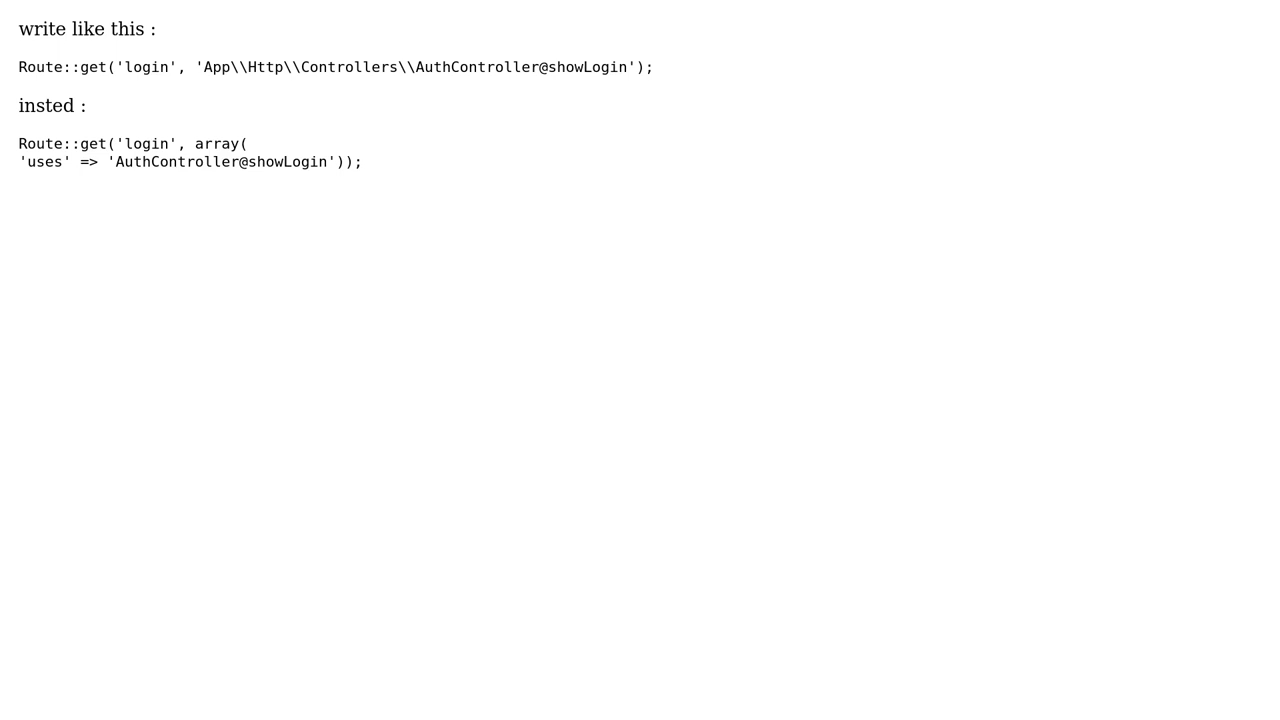 write like this :
Route::get('login', 'App\\Http\\Controllers\\AuthController@showLogin');
insted :
Route::get('login', array(
'uses' => 'AuthController@showLogin'));